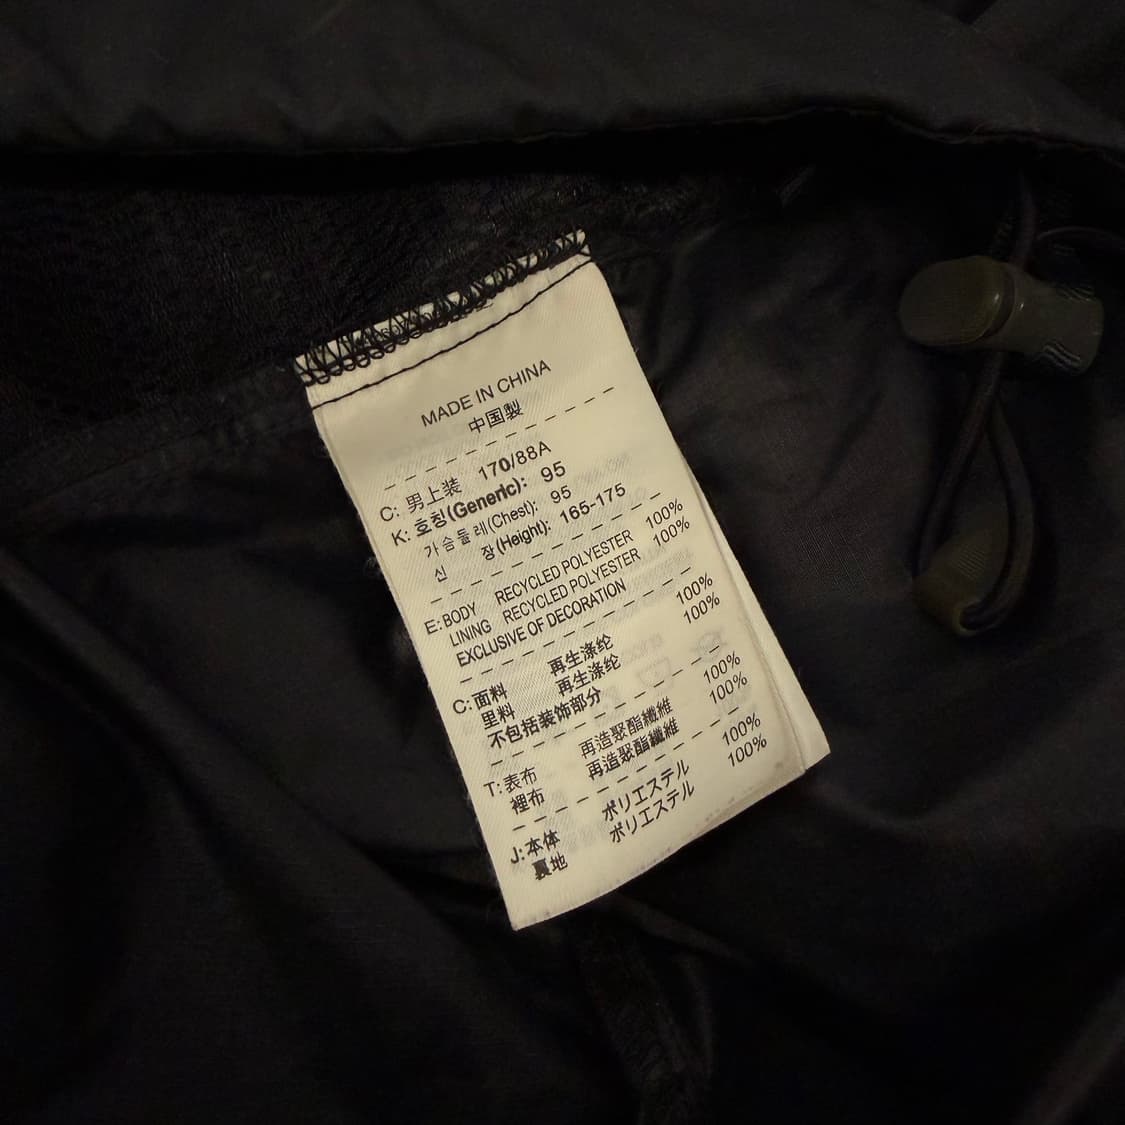 MADE IN CHINA
中国製
C: 男上装 170/88A
K: 호칭(Generic): 95
가슴둘레(Chest): 95
신 장(Height): 165-175
E: BODY RECYCLED POLYESTER 100%
LINING RECYCLED POLYESTER 100%
EXCLUSIVE OF DECORATION
C: 面料 再生涤纶 100%
里料 再生涤纶 100%
不包括装饰部分
T: 表布 再造聚酯纖維 100%
裡布 再造聚酯纖維 100%
J: 本体 ポリエステル 100%
裏地 ポリエステル 100%